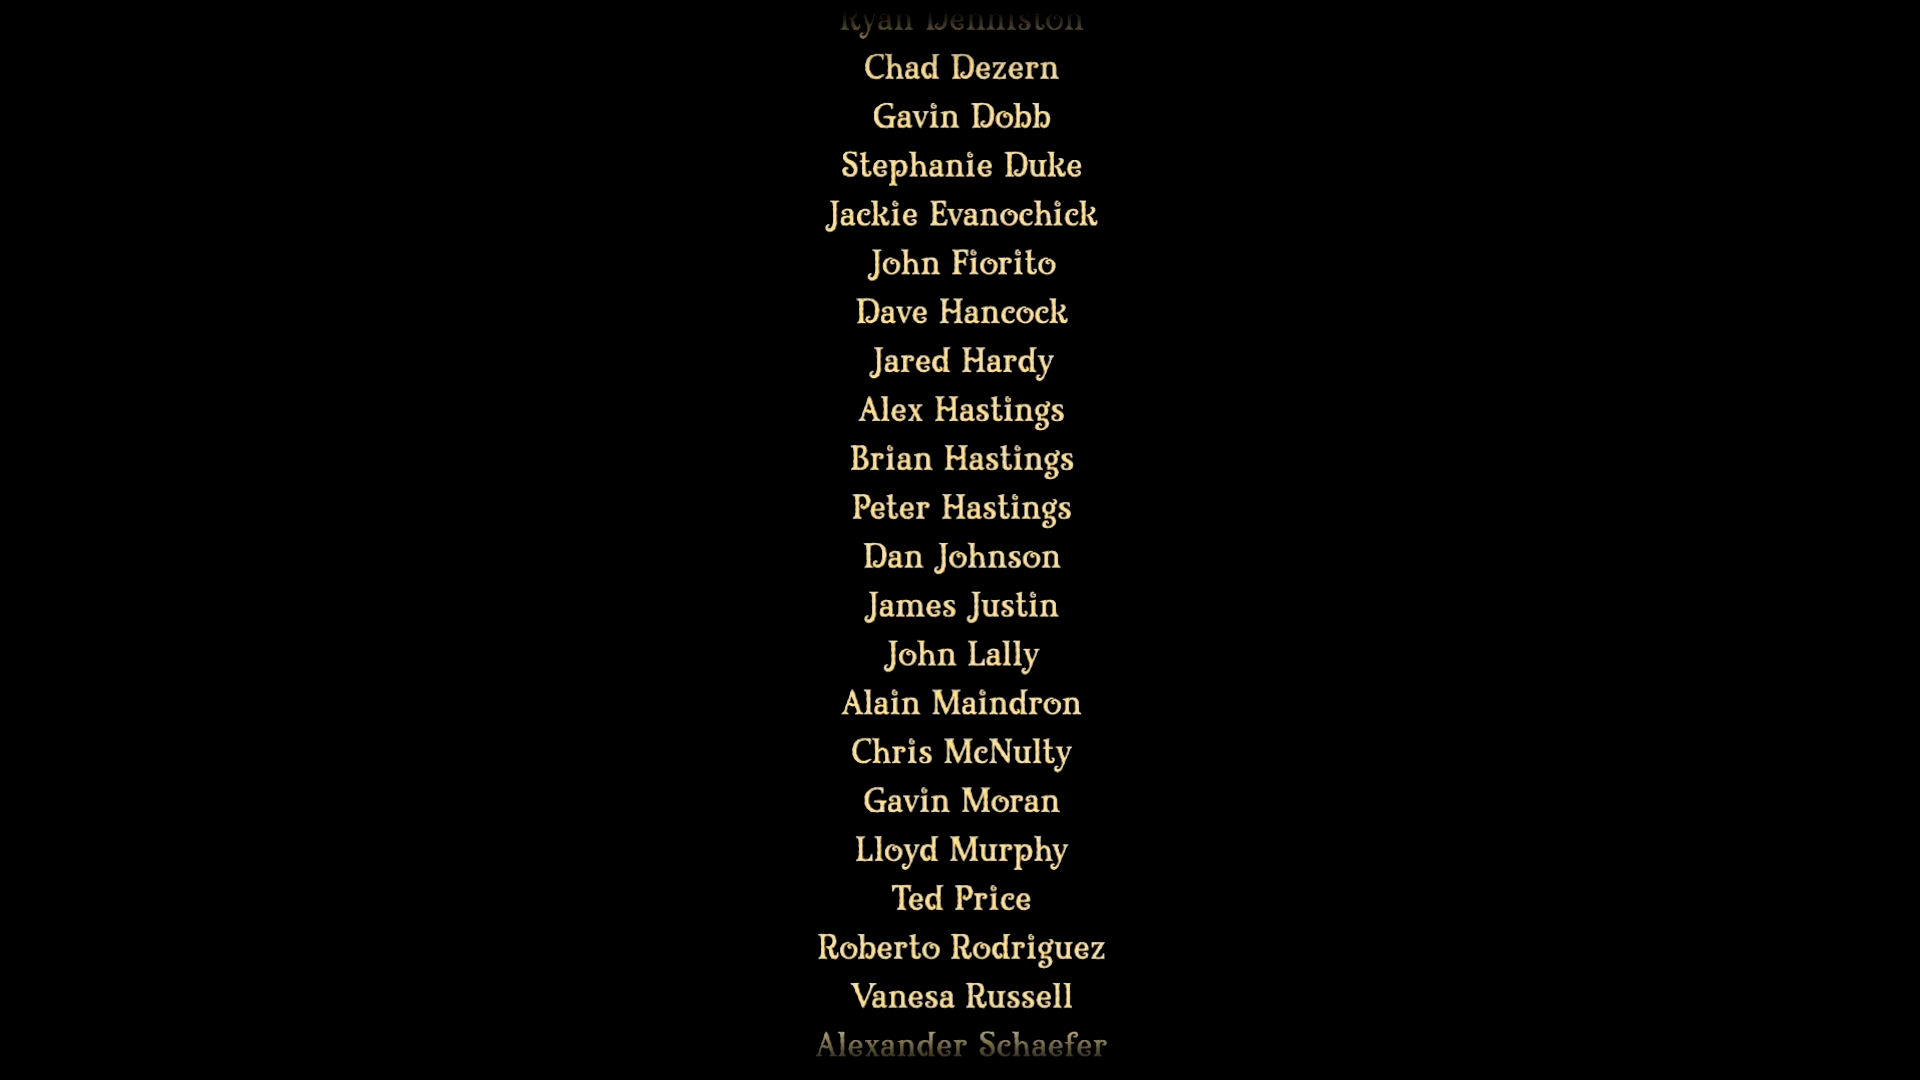 Ryan Denniston
Chad Dezern
Gavin Dobb
Stephanie Duke
Jackie Evanochick
John Fiorito
Dave Hancock
Jared Hardy
Alex Hastings
Brian Hastings
Peter Hastings
Dan Johnson
James Justin
John Lally
Alain Maindron
Chris McNulty
Gavin Moran
Lloyd Murphy
Ted Price
Roberto Rodriguez
Vanesa Russell
Alexander Schaefer